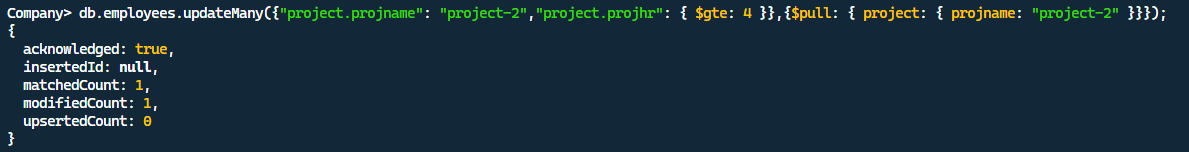 Company> db.employees.updateMany({"project.projname": "project-2","project.projhr": { $gte: 4 }},{$pull: { project: { projname: "project-2" }}});
{
  acknowledged: true,
  insertedId: null,
  matchedCount: 1,
  modifiedCount: 1,
  upsertedCount: 0
}